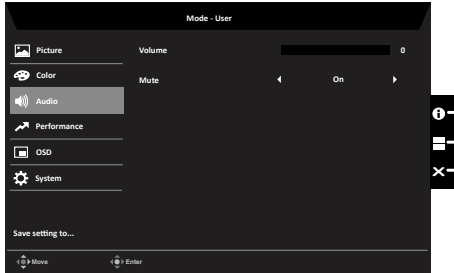 Mode - User
Picture
Volume 0
Color
Mute On
Audio
Performance
OSD
System
Save setting to...
Move Enter